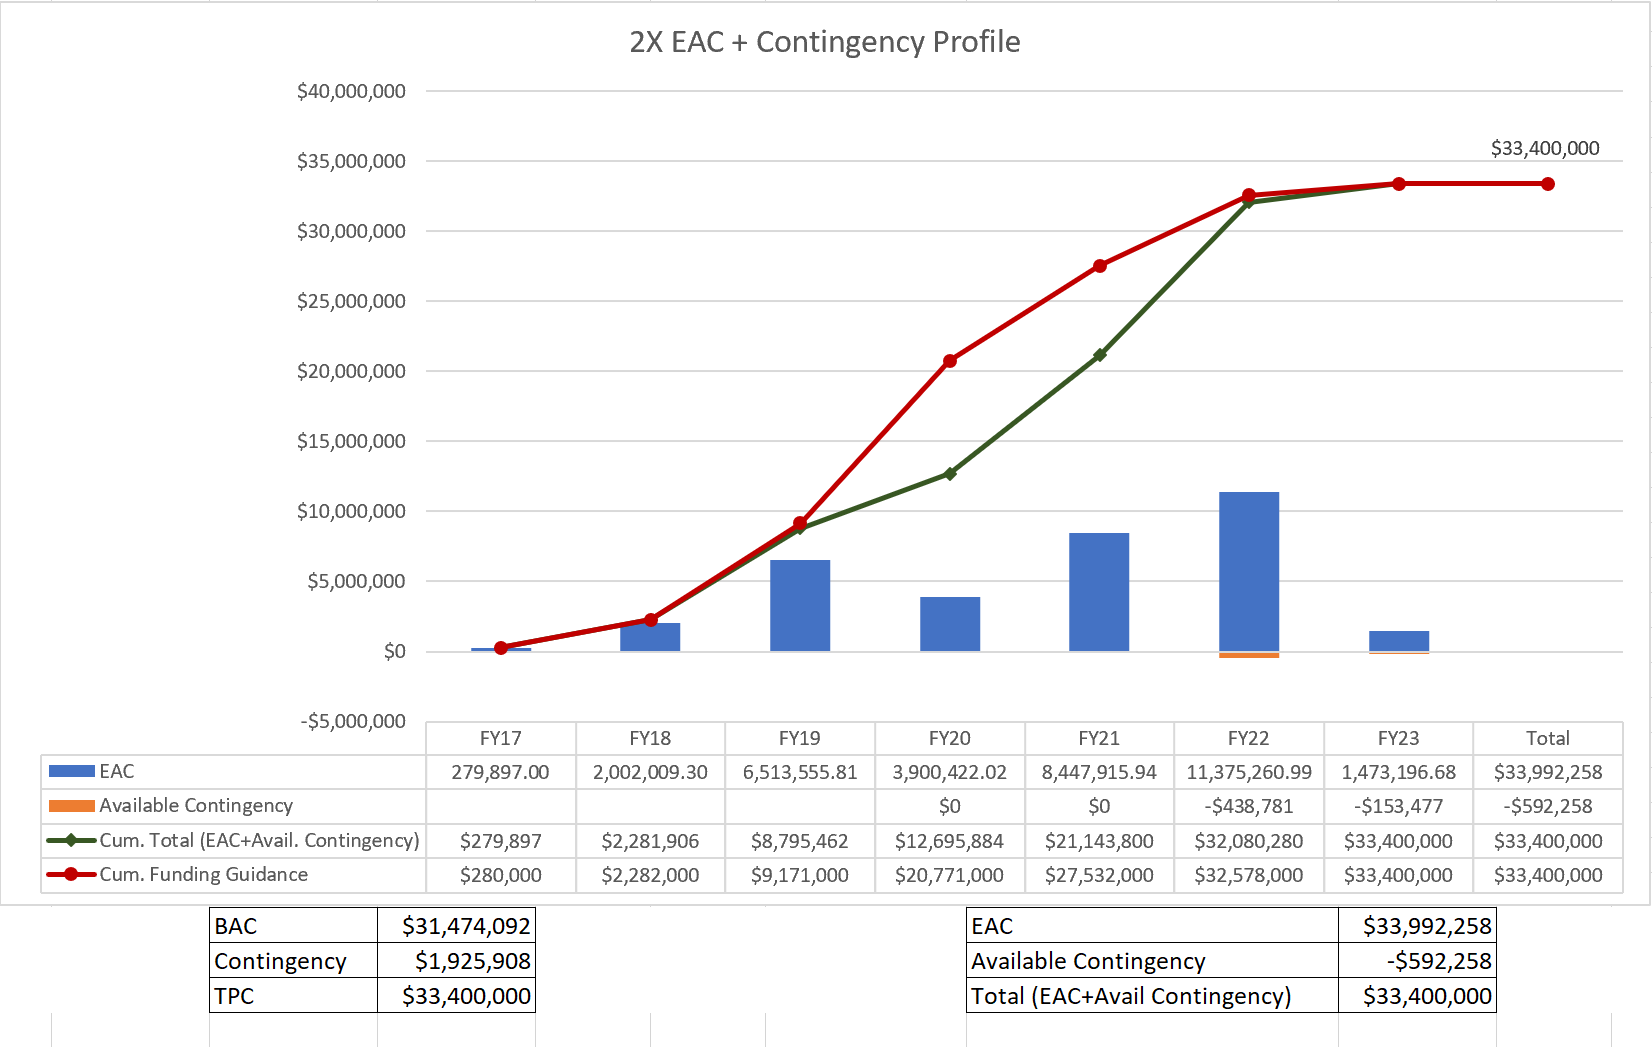 2X EAC + Contingency Profile
$40,000,000
$35,000,000
$33,400,000
$30,000,000
$25,000,000
$20,000,000
$15,000,000
$10,000,000
$5,000,000
$0
-$5,000,000
FY17 FY18 FY19 FY20 FY21 FY22 FY23 Total
EAC 279,897.00 2,002,009.30 6,513,555.81 3,900,422.02 8,447,915.94 11,375,260.99 1,473,196.68 $33,992,258
Available Contingency $0 $0 -$438,781 -$153,477 -$592,258
Cum. Total (EAC+Avail. Contingency) $279,897 $2,281,906 $8,795,462 $12,695,884 $21,143,800 $32,080,280 $33,400,000 $33,400,000
Cum. Funding Guidance $280,000 $2,282,000 $9,171,000 $20,771,000 $27,532,000 $32,578,000 $33,400,000 $33,400,000
BAC $31,474,092
Contingency $1,925,908
TPC $33,400,000
EAC $33,992,258
Available Contingency -$592,258
Total (EAC+Avail Contingency) $33,400,000